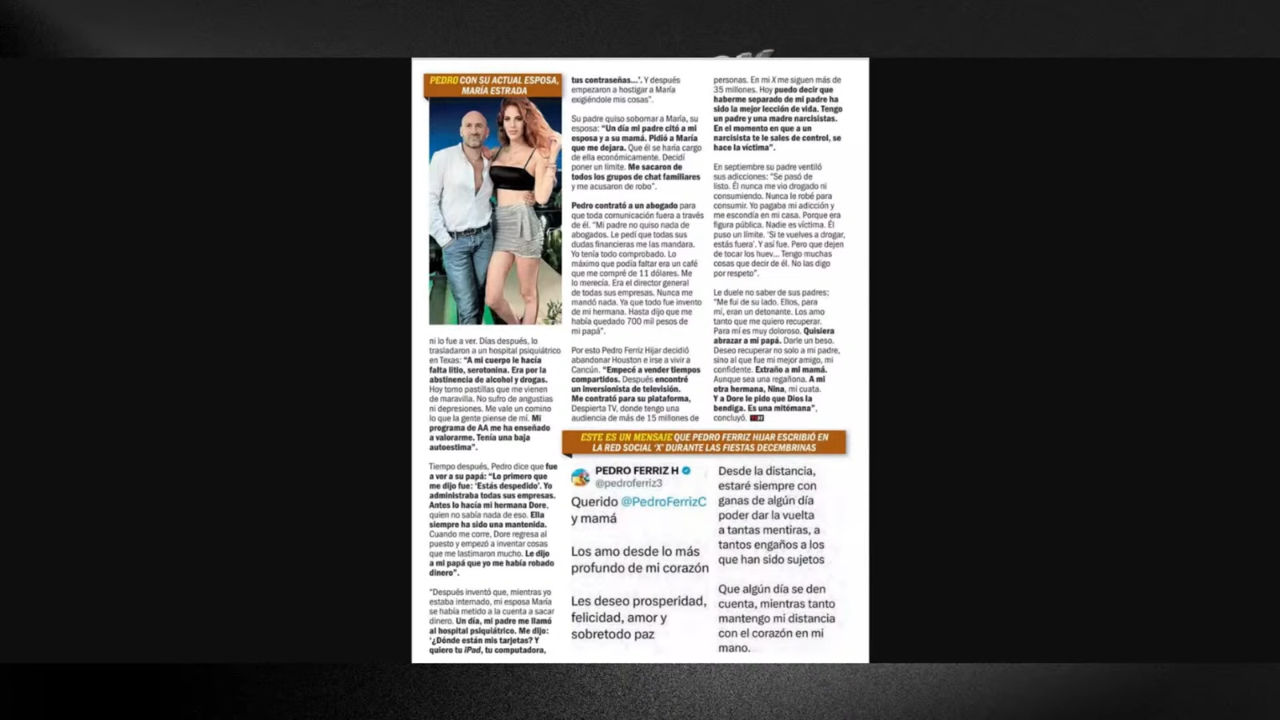 PEDRO CON SU ACTUAL ESPOSA,
MARÍA ESTRADA
ni lo fue a ver. Días después, lo
trasladaron a un hospital psiquiátrico
en Texas: “A mi cuerpo le hacía
falta litio, serotonina. Era por la
abstinencia de alcohol y drogas.
Hoy tomo pastillas que me vienen
de maravilla. No sufro de angustias
ni depresiones. Me vale un comino
lo que la gente piense de mí. Mi
programa de AA me ha enseñado
a valorarme. Tenía una baja
autoestima”.
Tiempo después, Pedro dice que fue
a ver a su papá: “Lo primero que
me dijo fue: ‘Estás despedido’. Yo
administraba todas sus empresas.
Antes lo hacía mi hermana Dore,
quien no sabía nada de eso. Ella
siempre ha sido una mantenida.
Cuando me corre, Dore regresa al
puesto y empezó a inventar cosas
que me lastimaron mucho. Le dijo
a mi papá que yo me había robado
dinero”.
“Después inventó que, mientras yo
estaba internado, mi esposa María
se había metido a la cuenta a sacar
dinero. Un día, mi padre me llamó
al hospital psiquiátrico. Me dijo:
‘¿Dónde están mis tarjetas? Y
quiere tu iPad, tu computadora,
tus contraseñas...’. Y después
empezaron a hostigar a María
exigiéndole mis cosas”.
Su padre quiso sobornar a María, su
esposa: “Un día mi padre citó a mi
esposa y a su mamá. Pidió a María
que me dejara. Que él se haría cargo
de ella económicamente. Decidí
poner un límite. Me sacaron de
todos los grupos de chat familiares
y me acusaron de robo”.
Pedro contrató a un abogado para
que toda comunicación fuera a través
de él. “Mi padre no quiso nada de
abogados. Le pedí que todas sus
dudas financieras me las mandara.
Yo tenía todo comprobado. Lo
máximo que podía faltar era un café
que me compré de 11 dólares. Me
lo merecía. Era el director general
de todas sus empresas. Nunca me
mandó nada. Ya que todo fue invento
de mi hermana. Hasta dijo que me
había quedado 700 mil pesos de
mi papá”.
Por esto Pedro Ferriz Híjar decidió
abandonar Houston e irse a vivir a
Cancún. “Empecé a vender tiempos
compartidos. Después encontré
un inversionista de televisión.
Me contrató para su plataforma,
Despierta TV, donde tengo una
audiencia de más de 15 millones de
personas. En mi X me siguen más de
35 millones. Hoy puedo decir que
haberme separado de mi padre ha
sido la mejor lección de vida. Tengo
un padre y una madre narcisistas.
En el momento en que a un
narcisista te le sales de control, se
hace la víctima”.
En septiembre su padre ventiló
sus adicciones: “Se pasó de
listo. Él nunca me vio drogado ni
consumiendo. Nunca le robé para
consumir. Yo pagaba mi adicción y
me escondía en mi casa. Porque era
figura pública. Nadie es víctima. Él
puso un límite. ‘Si te vuelves a drogar,
estás fuera’. Y así fue. Pero que dejen
de tocar los huev... Tengo muchas
cosas que decir de él. No las digo
por respeto”.
Le duele no saber de sus padres:
“Me fui de su lado. Ellos, para
mí, eran un detonante. Los amo
tanto que me quiero recuperar.
Para mí es muy doloroso. Quisiera
abrazar a mi papá. Darle un beso.
Deseo recuperar no solo a mi padre,
sino al que fue mi mejor amigo, mi
confidente. Extraño a mi mamá.
Aunque sea una regañona. A mi
otra hermana, Nina, mi cuata.
Y a Dore le pido que Dios la
bendiga. Es una mitómana”,
concluyó.
ESTE ES UN MENSAJE QUE PEDRO FERRIZ HIJAR ESCRIBIÓ EN
LA RED SOCIAL ‘X’ DURANTE LAS FIESTAS DECEMBRINAS
PEDRO FERRIZ H
@pedroferriz3
Querido @PedroFerrizC
y mamá
Los amo desde lo más
profundo de mi corazón
Les deseo prosperidad,
felicidad, amor y
sobretodo paz
Desde la distancia,
estaré siempre con
ganas de algún día
poder dar la vuelta
a tantas mentiras, a
tantos engaños a los
que han sido sujetos
Que algún día se den
cuenta, mientras tanto
mantengo mi distancia
con el corazón en mi
mano.